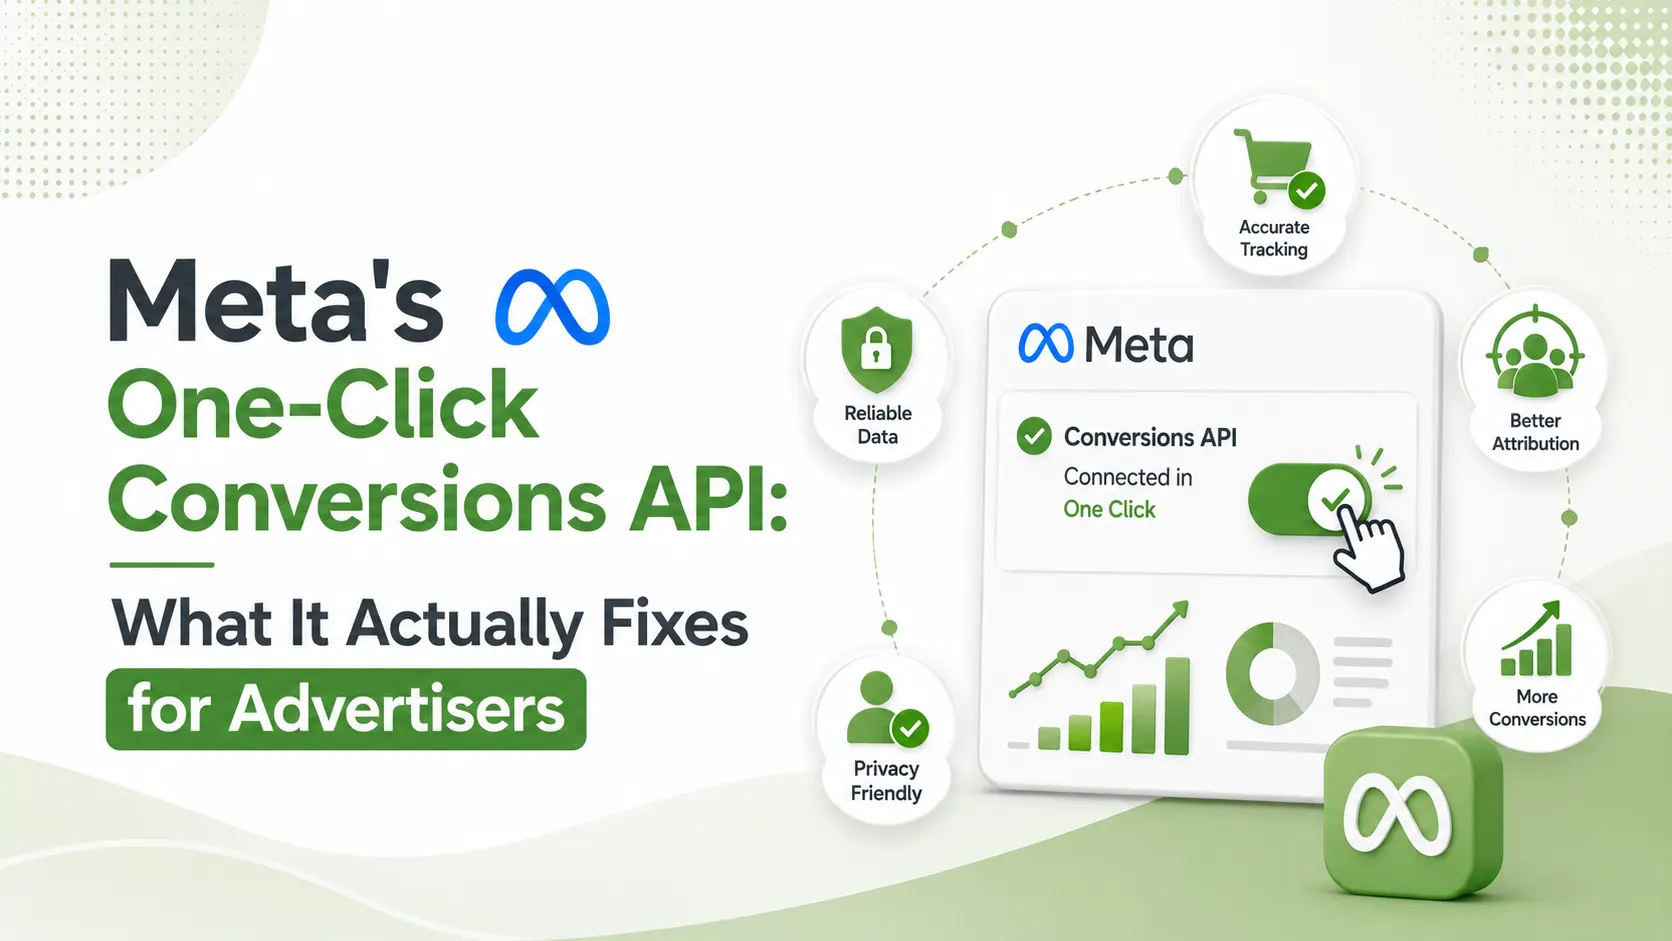 Meta's
One-Click
Conversions API:
What It Actually Fixes
for Advertisers
Accurate
Tracking
Reliable
Data
Better
Attribution
Privacy
Friendly
More
Conversions
Meta
Conversions API
Connected in
One Click